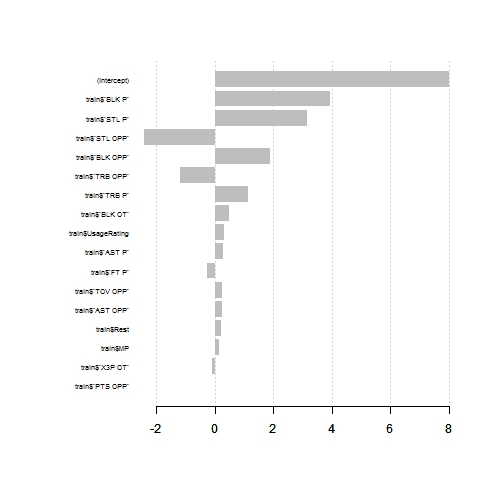 (Intercept)
train$`BLK P`
train$`STL P`
train$`STL OPP`
train$`BLK OPP`
train$`TRB OPP`
train$`TRB P`
train$`BLK OT`
train$UsageRating
train$`AST P`
train$`FT P`
train$`TOV OPP`
train$`AST OPP`
train$Rest
train$MP
train$`X3P OT`
train$`PTS OPP`
-2 0 2 4 6 8